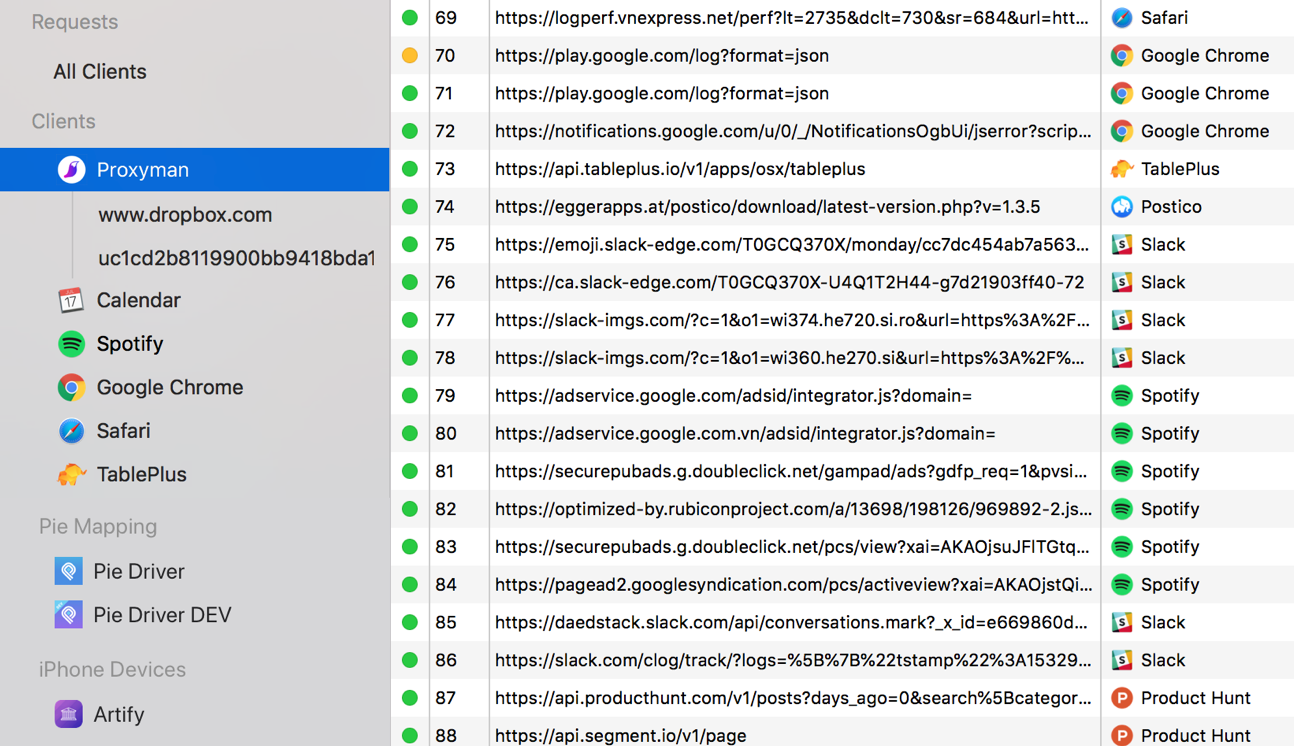 Requests
All Clients
Clients
Proxyman
www.dropbox.com
uc1cd2b8119900bb9418bda1
Calendar
Spotify
Google Chrome
Safari
TablePlus
Pie Mapping
Pie Driver
Pie Driver DEV
iPhone Devices
Artify
69 https://logperf.vnexpress.net/perf?lt=2735&dclt=730&sr=684&url=htt... Safari
70 https://play.google.com/log?format=json Google Chrome
71 https://play.google.com/log?format=json Google Chrome
72 https://notifications.google.com/u/0/_/NotificationsOgbUi/jserror?scrip... Google Chrome
73 https://api.tableplus.io/v1/apps/osx/tableplus TablePlus
74 https://eggerapps.at/postico/download/latest-version.php?v=1.3.5 Postico
75 https://emoji.slack-edge.com/T0GCQ370X/monday/cc7dc454ab7a563... Slack
76 https://ca.slack-edge.com/T0GCQ370X-U4Q1T2H44-g7d21903ff40-72 Slack
77 https://slack-imgs.com/?c=1&o1=wi374.he720.si.ro&url=https%3A%2F... Slack
78 https://slack-imgs.com/?c=1&o1=wi360.he270.si&url=https%3A%2F%... Slack
79 https://adservice.google.com/adsid/integrator.js?domain= Spotify
80 https://adservice.google.com.vn/adsid/integrator.js?domain= Spotify
81 https://securepubads.g.doubleclick.net/gampad/ads?gdfp_req=1&pvsi... Spotify
82 https://optimized-by.rubiconproject.com/a/13698/198126/969892-2.js... Spotify
83 https://securepubads.g.doubleclick.net/pcs/view?xai=AKAOjsuJFlTGtq... Spotify
84 https://pagead2.googlesyndication.com/pcs/activeview?xai=AKAOjstQi... Spotify
85 https://daedstack.slack.com/api/conversations.mark?_x_id=e669860d... Slack
86 https://slack.com/clog/track/?logs=%5B%7B%22tstamp%22%3A15329... Slack
87 https://api.producthunt.com/v1/posts?days_ago=0&search%5Bcategor... Product Hunt
88 https://api.segment.io/v1/page Product Hunt